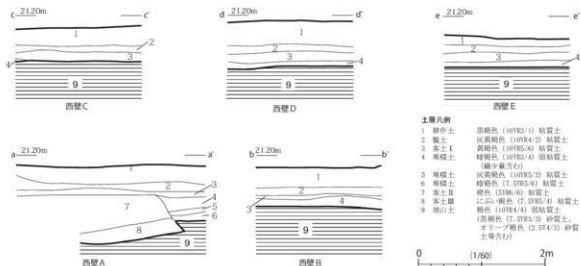 c 21.20m c'
1
2
3
4
9
西壁C
d 21.20m d'
1
2
3
4
9
西壁D
e 21.20m e'
1
2
3
4
9
西壁E
a 21.20m a'
1
2
3
4
5
6
7
8
9
西壁A
b 21.20m b'
1
2
3
4
9
西壁B
土層凡例
1 耕作土 黒褐色 (10YR3/1) 粘質土
2 盤土 灰黄褐色 (10YR4/2) 粘質土
3 客土Ⅰ 黄褐色 (10YR5/6) 粘質土
4 堆積土 暗褐色 (10YR3/4) 弱粘質土
(礫少量含む)
5 堆積土 灰黄褐色 (10YR5/2) 粘質土
6 堆積土 暗褐色 (7.5YR5/6) 粘質土
7 客土Ⅱ 橙色 (5YR6/6) 粘質土
8 客土Ⅲ にぶい褐色 (7.5YR5/4) 粘質土
9 地山土 褐色 (10YR4/4) 弱粘質土
(黒褐色 (7.5YR3/3) 砂質土、
オリーブ褐色 (2.5Y4/3) 砂質
土等含む)
0 (1/60) 2m